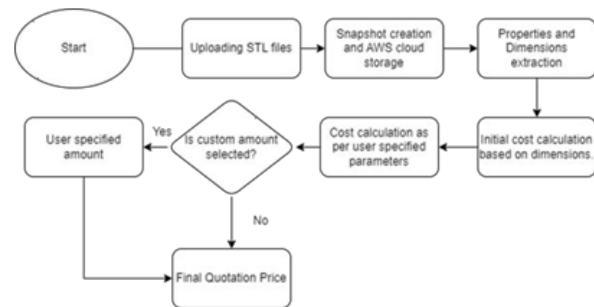 Start
Uploading STL files
Snapshot creation
and AWS cloud
storage
Properties and
Dimensions
extraction
Initial cost calculation
based on dimensions.
Cost calculation as
per user specified
parameters
Is custom amount
selected?
Yes
User specified
amount
No
Final Quotation Price